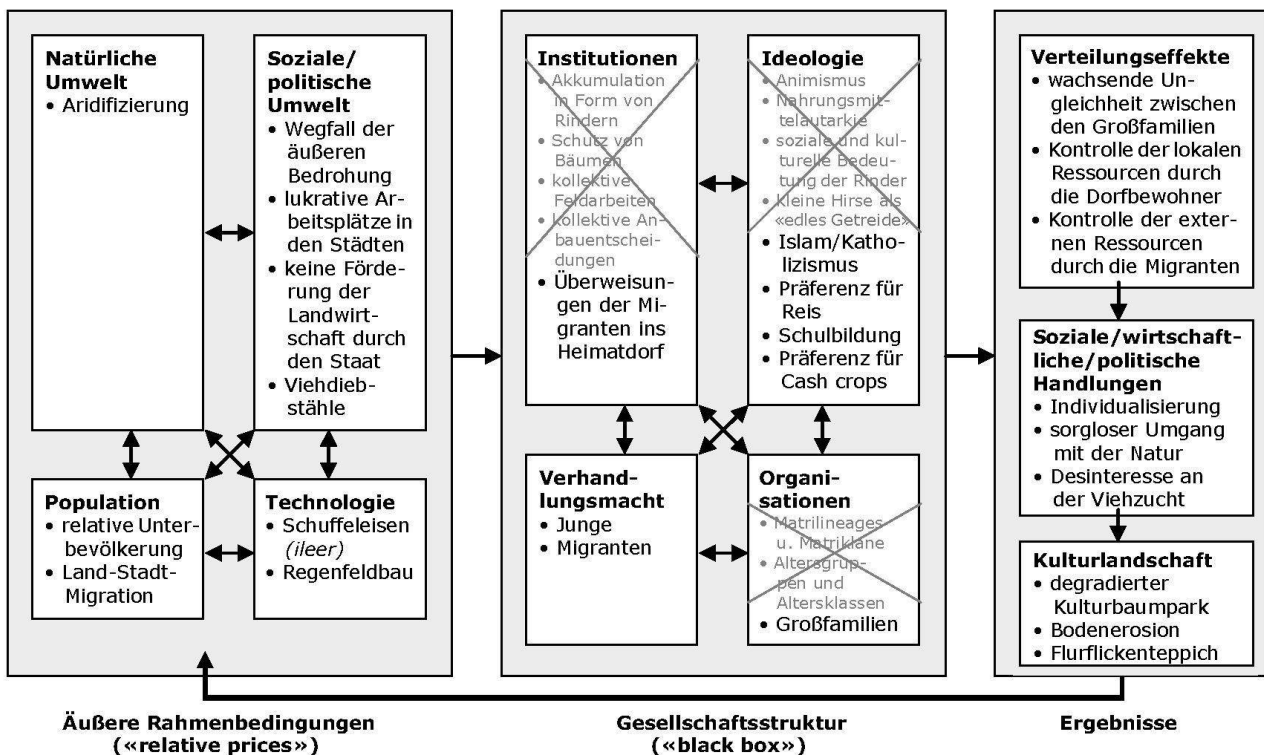 Natürliche
Umwelt
• Aridifizierung
Soziale/
politische
Umwelt
• Wegfall der
äußeren
Bedrohung
• lukrative Ar-
beitsplätze in
den Städten
• keine Förde-
rung der
Landwirt-
schaft durch
den Staat
• Viehdieb-
stähle
Population
• relative Unter-
bevölkerung
• Land-Stadt-
Migration
Technologie
• Schuffeleisen
(ileer)
• Regenfeldbau
Institutionen
• Akkumulation
in Form von
Rindern
• Schutz von
Bäumen
• kollektive
Feldarbeiten
• kollektive An-
bauentschei-
dungen
• Überweisun-
gen der Mi-
granten ins
Heimatdorf
Ideologie
• Animismus
• Nahrungsmit-
telautarkie
• soziale und kul-
turelle Bedeu-
tung der Rinder
• kleine Hirse als
«edles Getreide»
• Islam/Katho-
lizismus
• Präferenz für
Reis
• Schulbildung
• Präferenz für
Cash crops
Verhand-
lungsmacht
• Junge
• Migranten
Organi-
sationen
• Matrilineages
u. Matriklane
• Altersgrup-
pen und
Altersklassen
• Großfamilien
Verteilungseffekte
• wachsende Un-
gleichheit zwischen
den Großfamilien
• Kontrolle der lokalen
Ressourcen durch
die Dorfbewohner
• Kontrolle der exter-
nen Ressourcen
durch die Migranten
Soziale/wirtschaft-
liche/politische
Handlungen
• Individualisierung
• sorgloser Umgang
mit der Natur
• Desinteresse an
der Viehzucht
Kulturlandschaft
• degradierter
Kulturbaumpark
• Bodenerosion
• Flurflickenteppich
Äußere Rahmenbedingungen
(«relative prices»)
Gesellschaftsstruktur
(«black box»)
Ergebnisse